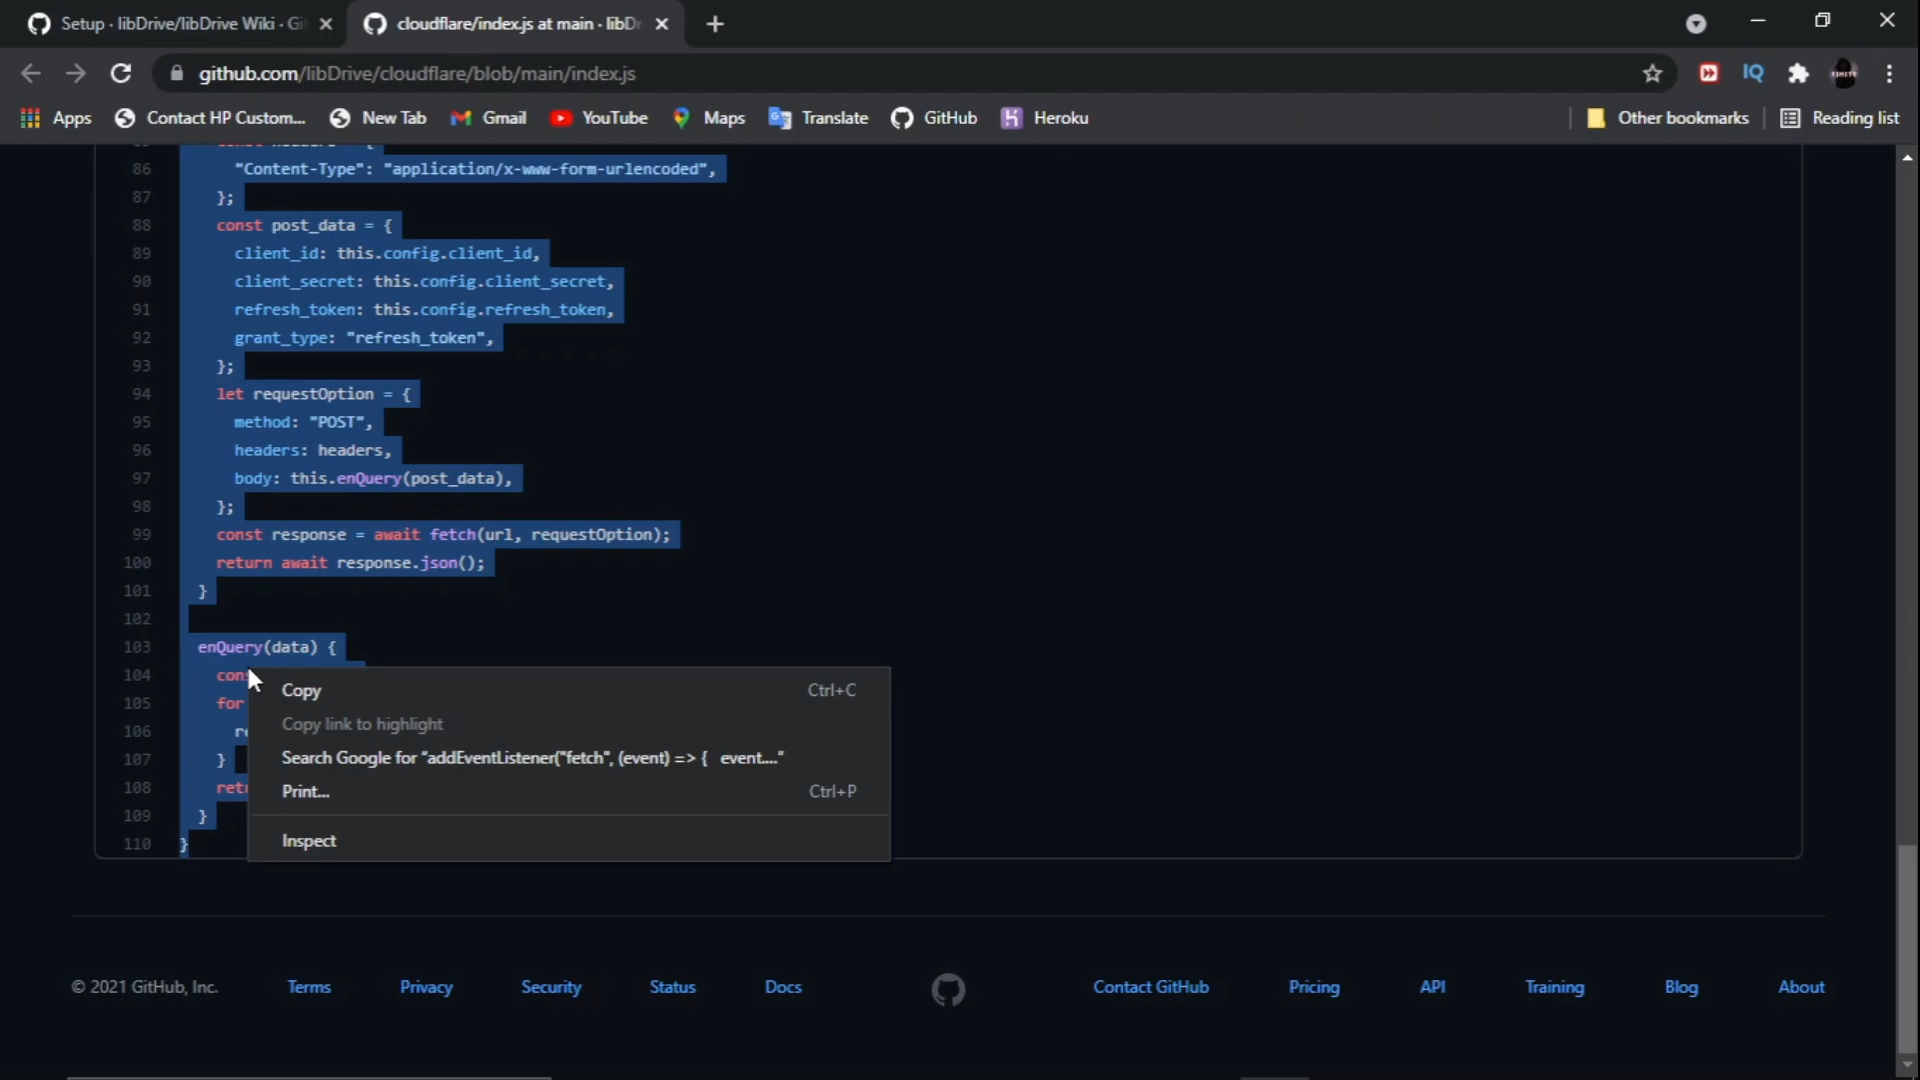 Setup · libDrive/libDrive Wiki · Gi
cloudflare/index.js at main · libDr
github.com/libDrive/cloudflare/blob/main/index.js
IQ
Apps
Contact HP Custom...
New Tab
Gmail
YouTube
Maps
Translate
GitHub
Heroku
Other bookmarks
Reading list
86 "Content-Type": "application/x-www-form-urlencoded",
87 };
88 const post_data = {
89 client_id: this.config.client_id,
90 client_secret: this.config.client_secret,
91 refresh_token: this.config.refresh_token,
92 grant_type: "refresh_token",
93 };
94 let requestOption = {
95 method: "POST",
96 headers: headers,
97 body: this.enQuery(post_data),
98 };
99 const response = await fetch(url, requestOption);
100 return await response.json();
101 }
102
103 enQuery(data) {
104 con
105 for
106 re
107 }
108 retu
109 }
110 }
Copy Ctrl+C
Copy link to highlight
Search Google for “addEventListener("fetch", (event) => { event....”
Print... Ctrl+P
Inspect
© 2021 GitHub, Inc.
Terms
Privacy
Security
Status
Docs
Contact GitHub
Pricing
API
Training
Blog
About